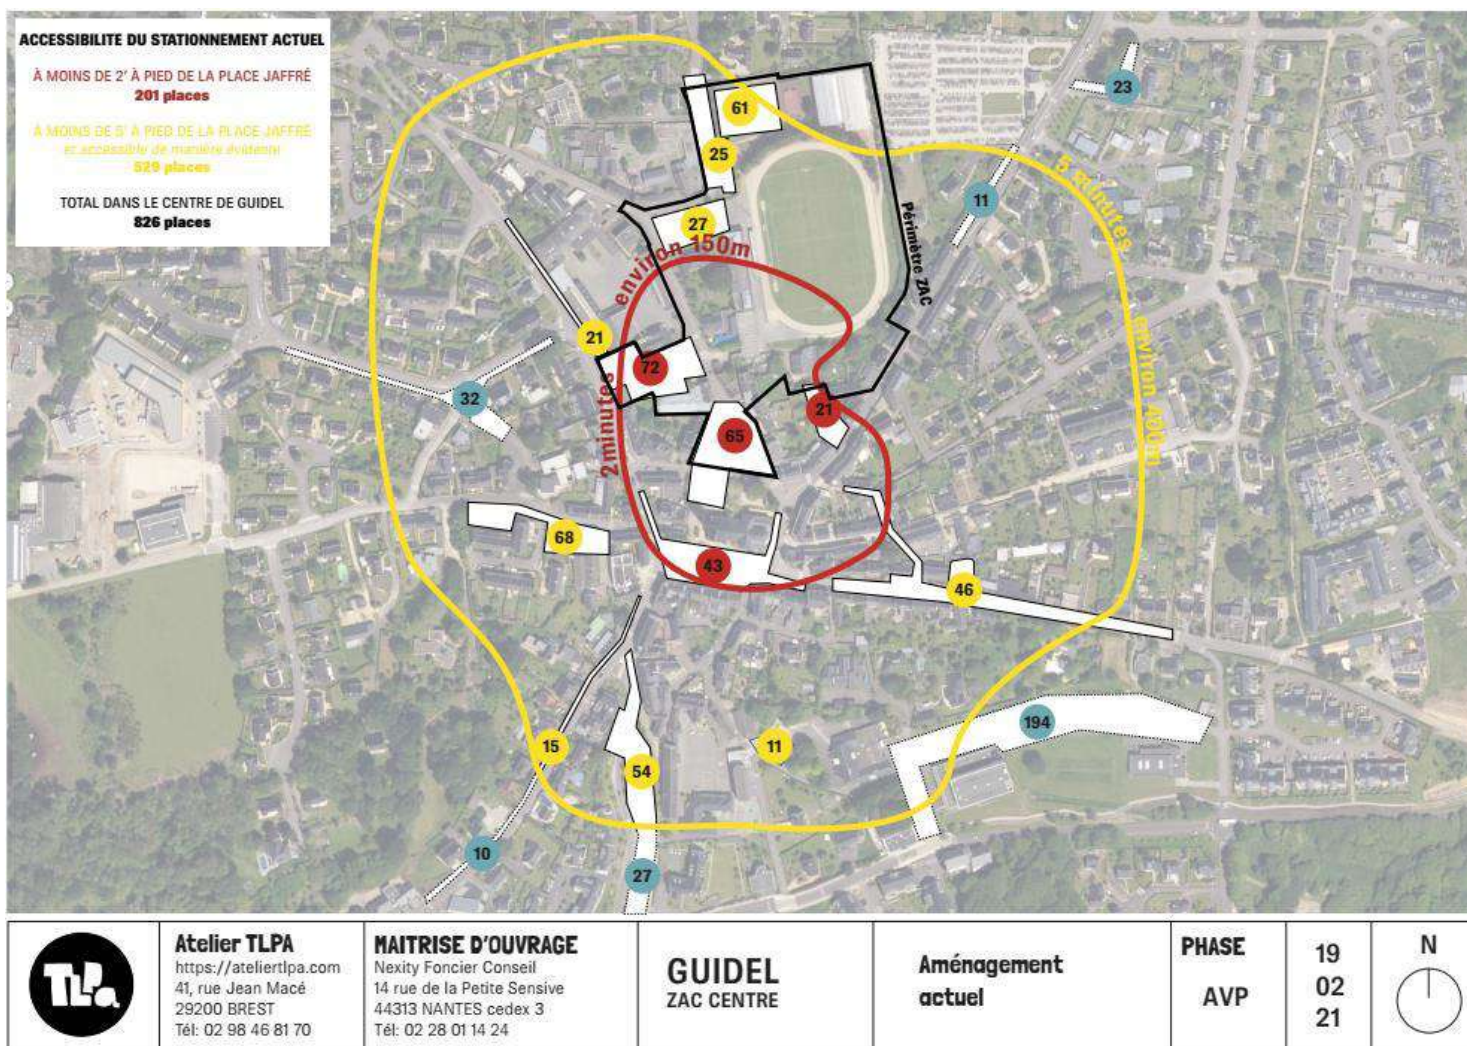 ACCESSIBILITE DU STATIONNEMENT ACTUEL
À MOINS DE 2' À PIED DE LA PLACE JAFFRÉ
201 places
À MOINS DE 5' À PIED DE LA PLACE JAFFRÉ
et accessible de manière évidente
529 places
TOTAL DANS LE CENTRE DE GUIDEL
826 places
61
23
25
5 minutes
11
27
environ 150m
Périmètre ZAC
21
environ 400m
72
2minutes
32
21
65
68
43
46
194
15
11
54
10
27
TLPa
Atelier TLPA
https://ateliertlpa.com
41, rue Jean Macé
29200 BREST
Tél: 02 98 46 81 70
MAITRISE D'OUVRAGE
Nexity Foncier Conseil
14 rue de la Petite Sensive
44313 NANTES cedex 3
Tél: 02 28 01 14 24
GUIDEL
ZAC CENTRE
Aménagement
actuel
PHASE
AVP
19
02
21
N